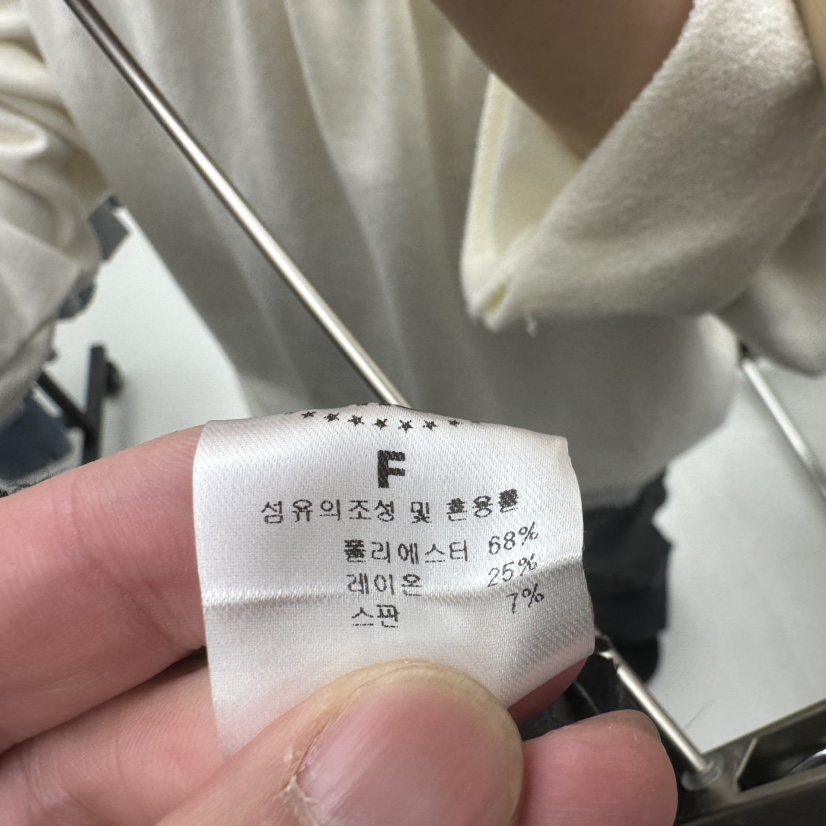 ★★★★★★★
F
섬유의조성 및 혼용률
폴리에스터 68%
레이온 25%
스판 7%